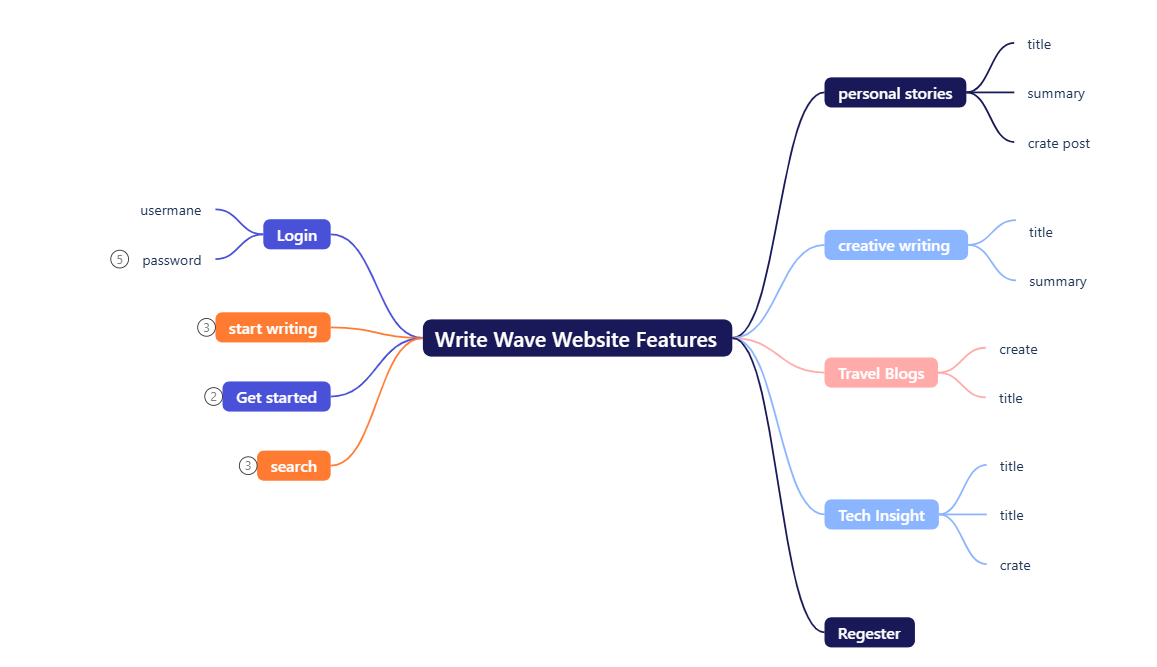 Write Wave Website Features
personal stories
title
summary
crate post
creative writing
title
summary
Travel Blogs
create
title
Tech Insight
title
title
crate
Regester
Login
usermane
password
5
start writing
3
Get started
2
search
3